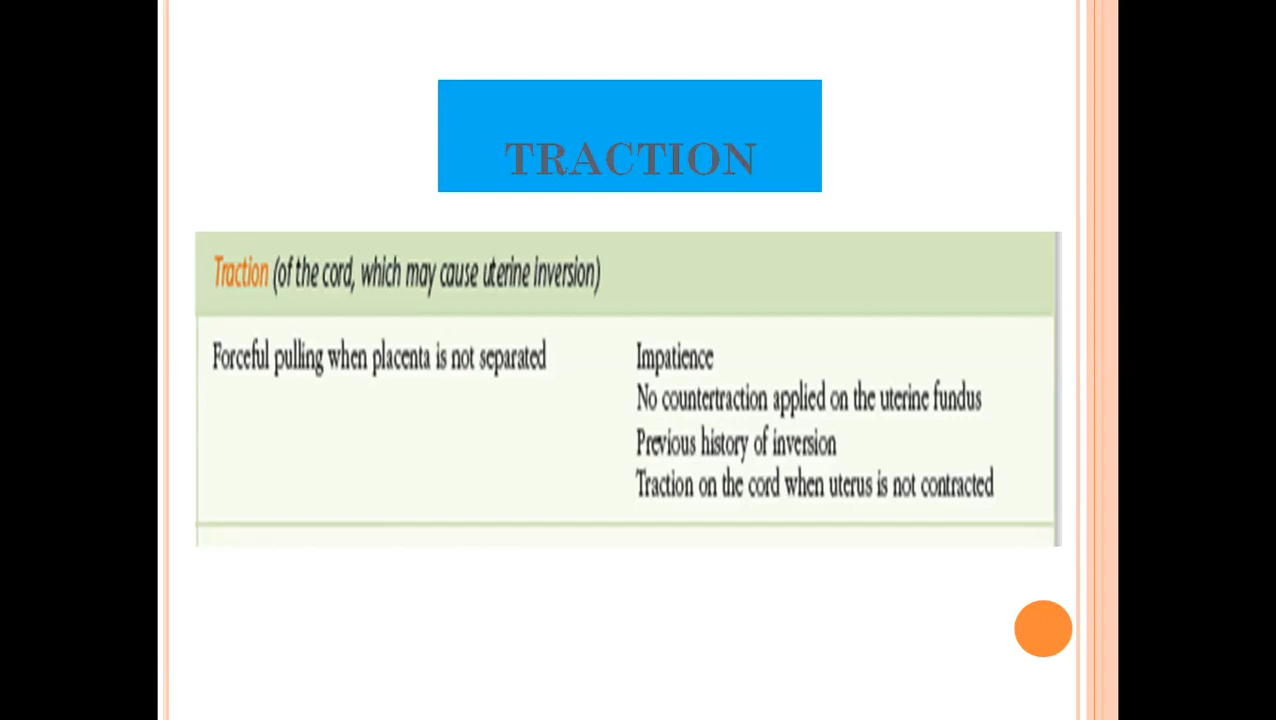 TRACTION
Traction (of the cord, which may cause uterine inversion)
Forceful pulling when placenta is not separated
Impatience
No countertraction applied on the uterine fundus
Previous history of inversion
Traction on the cord when uterus is not contracted